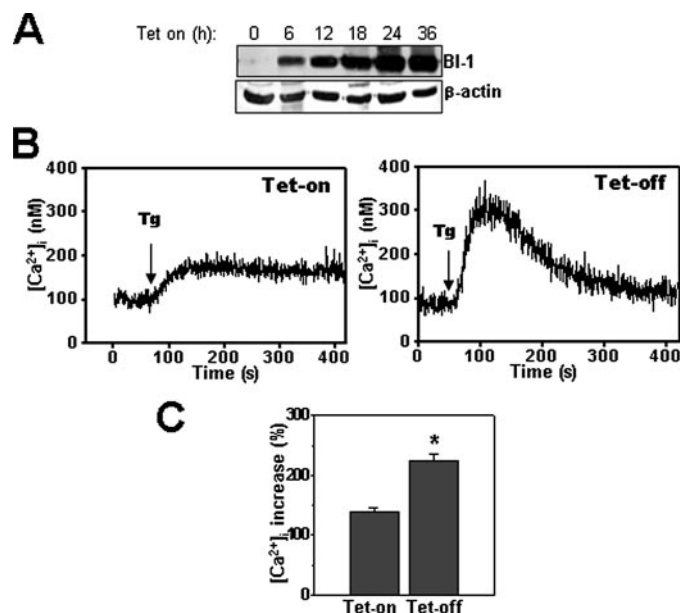 A
Tet on (h): 0 6 12 18 24 36
BI-1
β-actin
B
400
300
200
100
0
[Ca²⁺]ᵢ (nM)
Tet-on
Tg
0 100 200 300 400
Time (s)
400
300
200
100
0
[Ca²⁺]ᵢ (nM)
Tet-off
Tg
0 100 200 300 400
Time (s)
C
300
200
100
0
[Ca²⁺]ᵢ increase (%)
*
Tet-on Tet-off